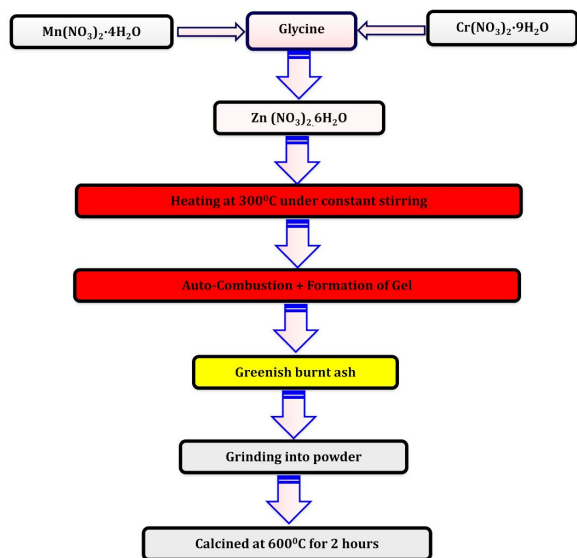 Mn(NO₃)₂·4H₂O
Glycine
Cr(NO₃)₂·9H₂O
Zn (NO₃)₂.6H₂O
Heating at 300⁰C under constant stirring
Auto-Combustion + Formation of Gel
Greenish burnt ash
Grinding into powder
Calcined at 600⁰C for 2 hours